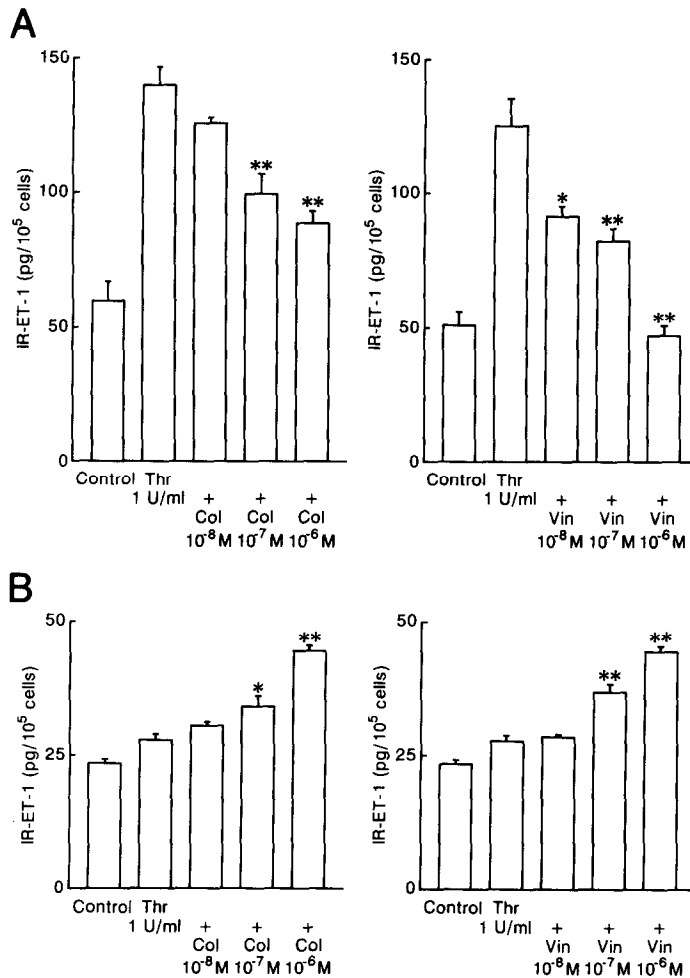 A
150
100
50
0
IR-ET-1 (pg/10⁵ cells)
**
**
Control Thr
1 U/ml + + +
Col Col Col
10⁻⁸M 10⁻⁷M 10⁻⁶M
150
100
50
0
IR-ET-1 (pg/10⁵ cells)
*
**
**
Control Thr
1 U/ml + + +
Vin Vin Vin
10⁻⁸M 10⁻⁷M 10⁻⁶M
B
50
25
0
IR-ET-1 (pg/10⁵ cells)
*
**
Control Thr
1 U/ml + + +
Col Col Col
10⁻⁸M 10⁻⁷M 10⁻⁶M
50
25
0
IR-ET-1 (pg/10⁵ cells)
**
**
Control Thr
1 U/ml + + +
Vin Vin Vin
10⁻⁸M 10⁻⁷M 10⁻⁶M